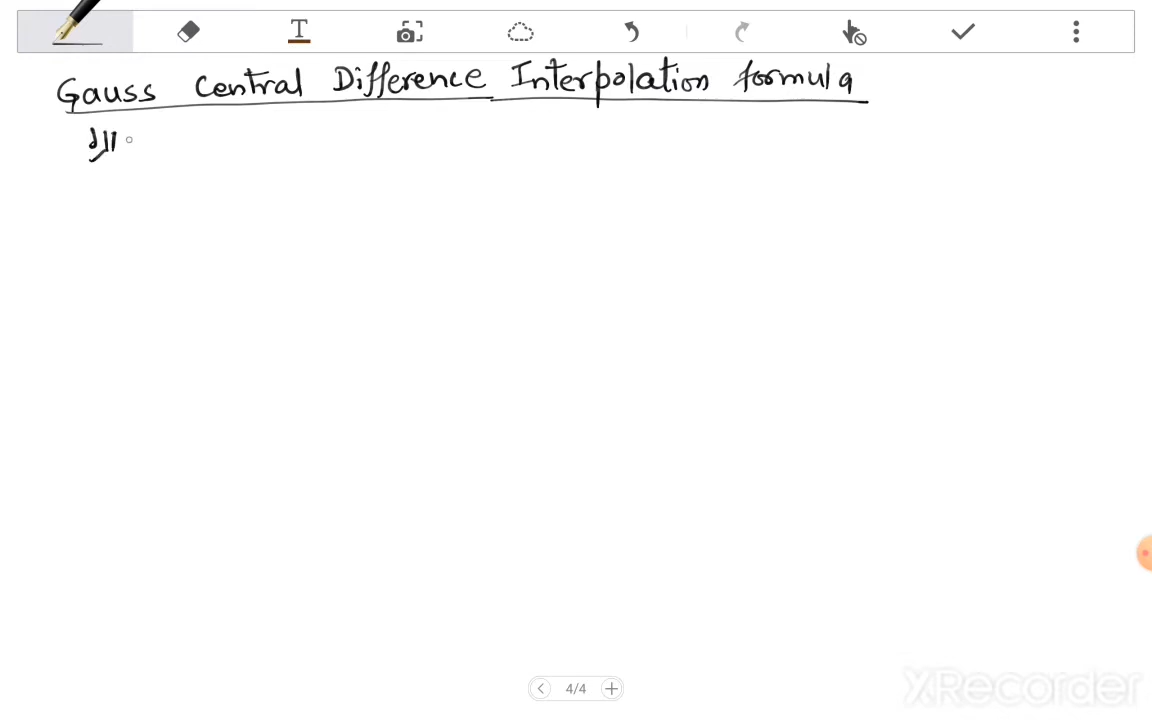 T
Gauss Central Difference Interpolation formula
4/4
XRecorder